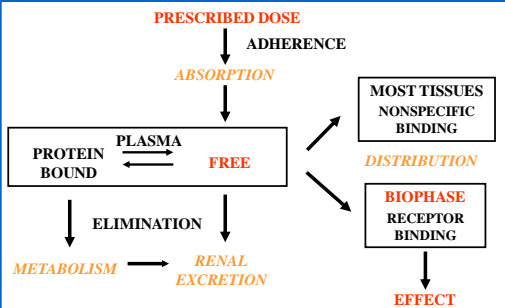 PRESCRIBED DOSE
ADHERENCE
ABSORPTION
PLASMA
PROTEIN
BOUND
FREE
MOST TISSUES
NONSPECIFIC
BINDING
DISTRIBUTION
BIOPHASE
RECEPTOR
BINDING
ELIMINATION
METABOLISM
RENAL
EXCRETION
EFFECT